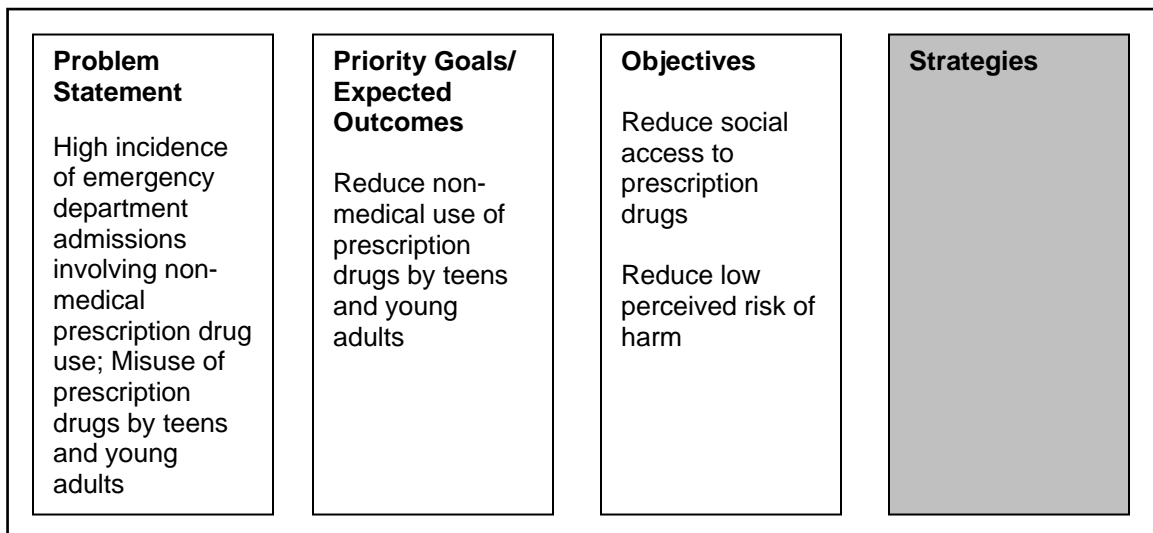 Problem
Statement
High incidence
of emergency
department
admissions
involving non-
medical
prescription drug
use; Misuse of
prescription
drugs by teens
and young
adults
Priority Goals/
Expected
Outcomes
Reduce non-
medical use of
prescription
drugs by teens
and young
adults
Objectives
Reduce social
access to
prescription
drugs
Reduce low
perceived risk of
harm
Strategies